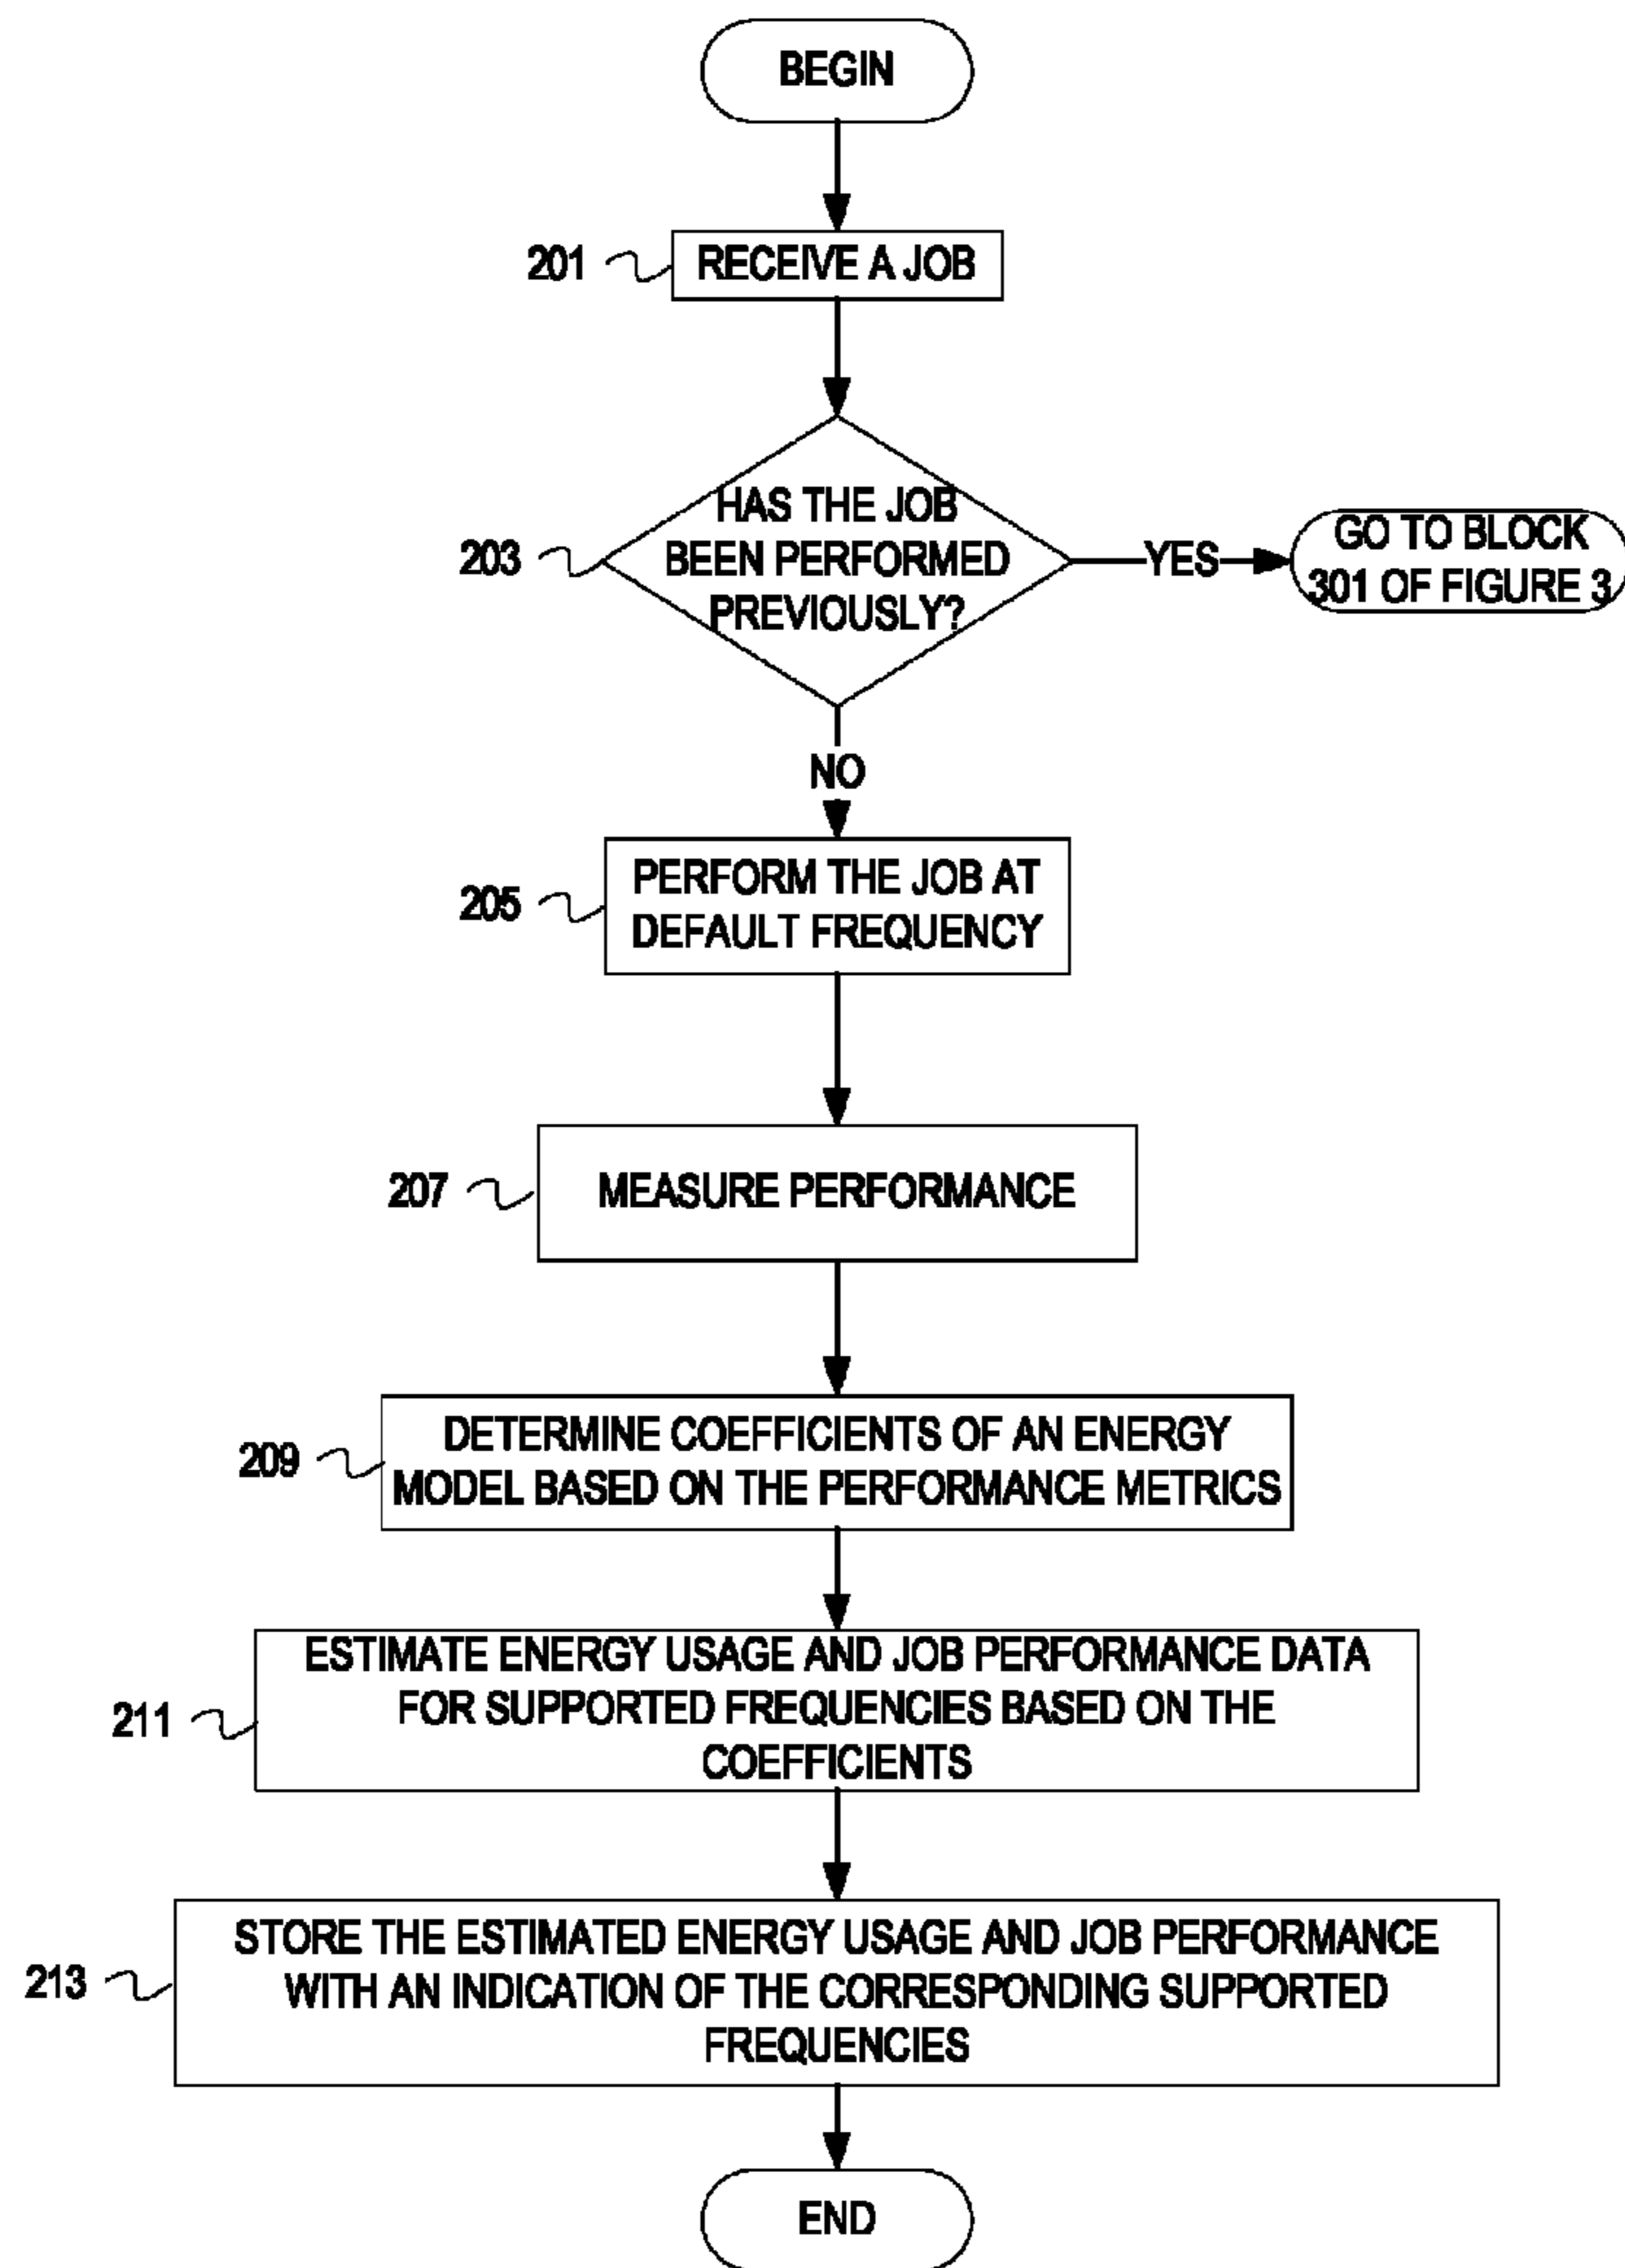 BEGIN
201
RECEIVE A JOB
HAS THE JOB
203
BEEN PERFORMED
PREVIOUSLY?
YES
GO TO BLOCK
301 OF FIGURE 3
NO
205
PERFORM THE JOB AT
DEFAULT FREQUENCY
207
MEASURE PERFORMANCE
209
DETERMINE COEFFICIENTS OF AN ENERGY
MODEL BASED ON THE PERFORMANCE METRICS
211
ESTIMATE ENERGY USAGE AND JOB PERFORMANCE DATA
FOR SUPPORTED FREQUENCIES BASED ON THE
COEFFICIENTS
213
STORE THE ESTIMATED ENERGY USAGE AND JOB PERFORMANCE
WITH AN INDICATION OF THE CORRESPONDING SUPPORTED
FREQUENCIES
END